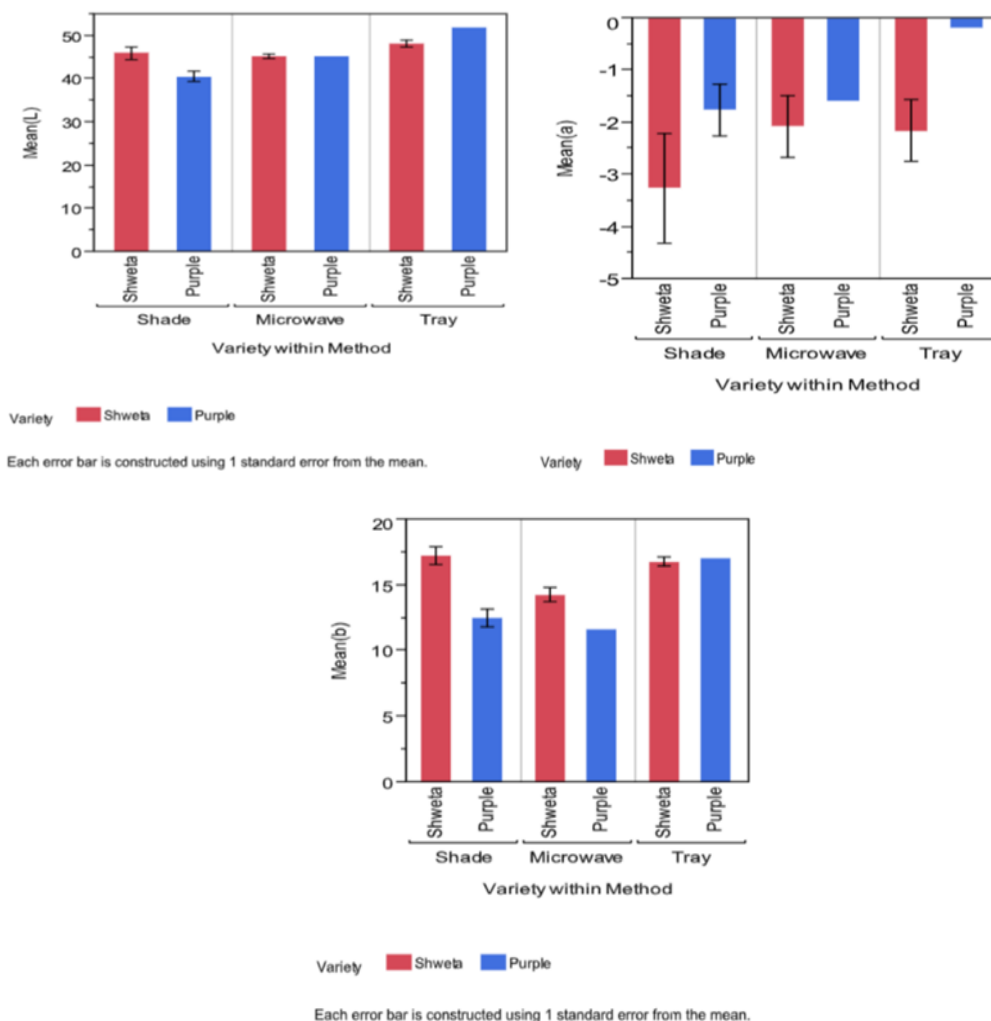 Mean(L)
50
40
30
20
10
0
Shweta
Purple
Shweta
Purple
Shweta
Purple
Shade
Microwave
Tray
Variety within Method
Variety
Shweta
Purple
Each error bar is constructed using 1 standard error from the mean.
Mean(a)
0
-1
-2
-3
-4
-5
Shweta
Purple
Shweta
Purple
Shweta
Purple
Shade
Microwave
Tray
Variety within Method
Variety
Shweta
Purple
Mean(b)
20
15
10
5
0
Shweta
Purple
Shweta
Purple
Shweta
Purple
Shade
Microwave
Tray
Variety within Method
Variety
Shweta
Purple
Each error bar is constructed using 1 standard error from the mean.